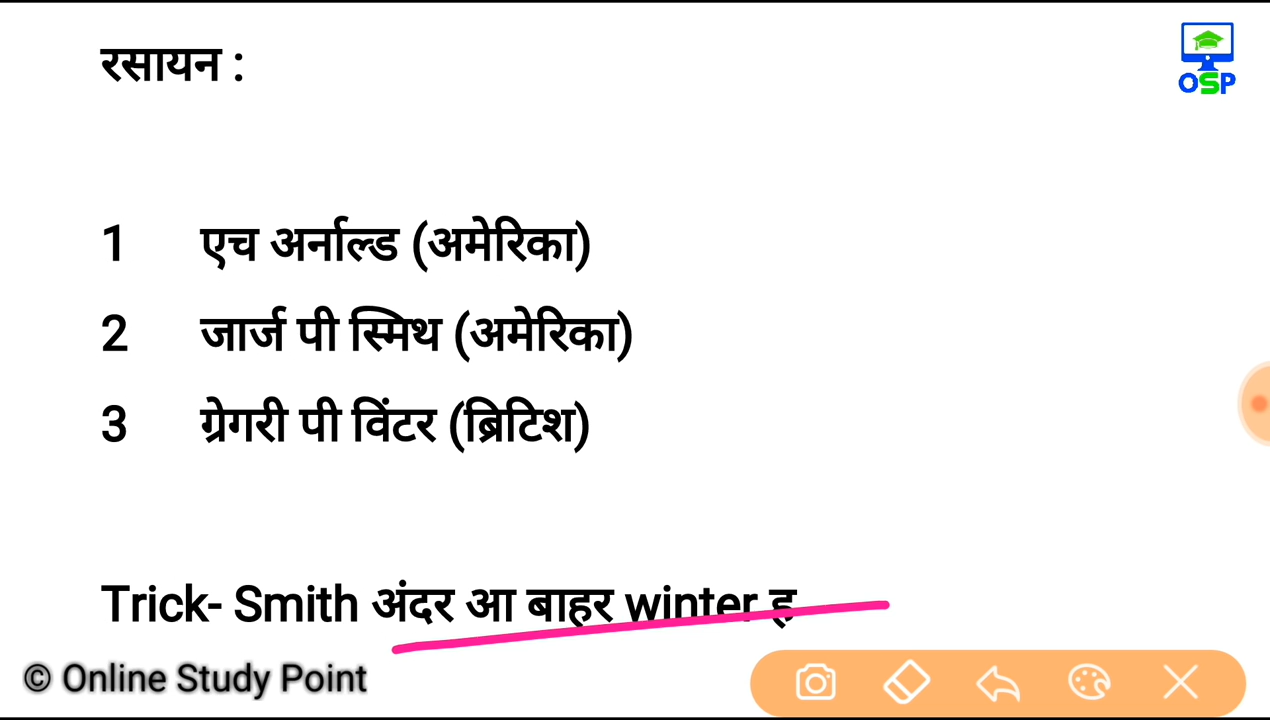 रसायन :
OSP
1 एच अर्नाल्ड (अमेरिका)
2 जार्ज पी स्मिथ (अमेरिका)
3 ग्रेगरी पी विंटर (ब्रिटिश)
Trick- Smith अंदर आ बाहर winter ह
© Online Study Point